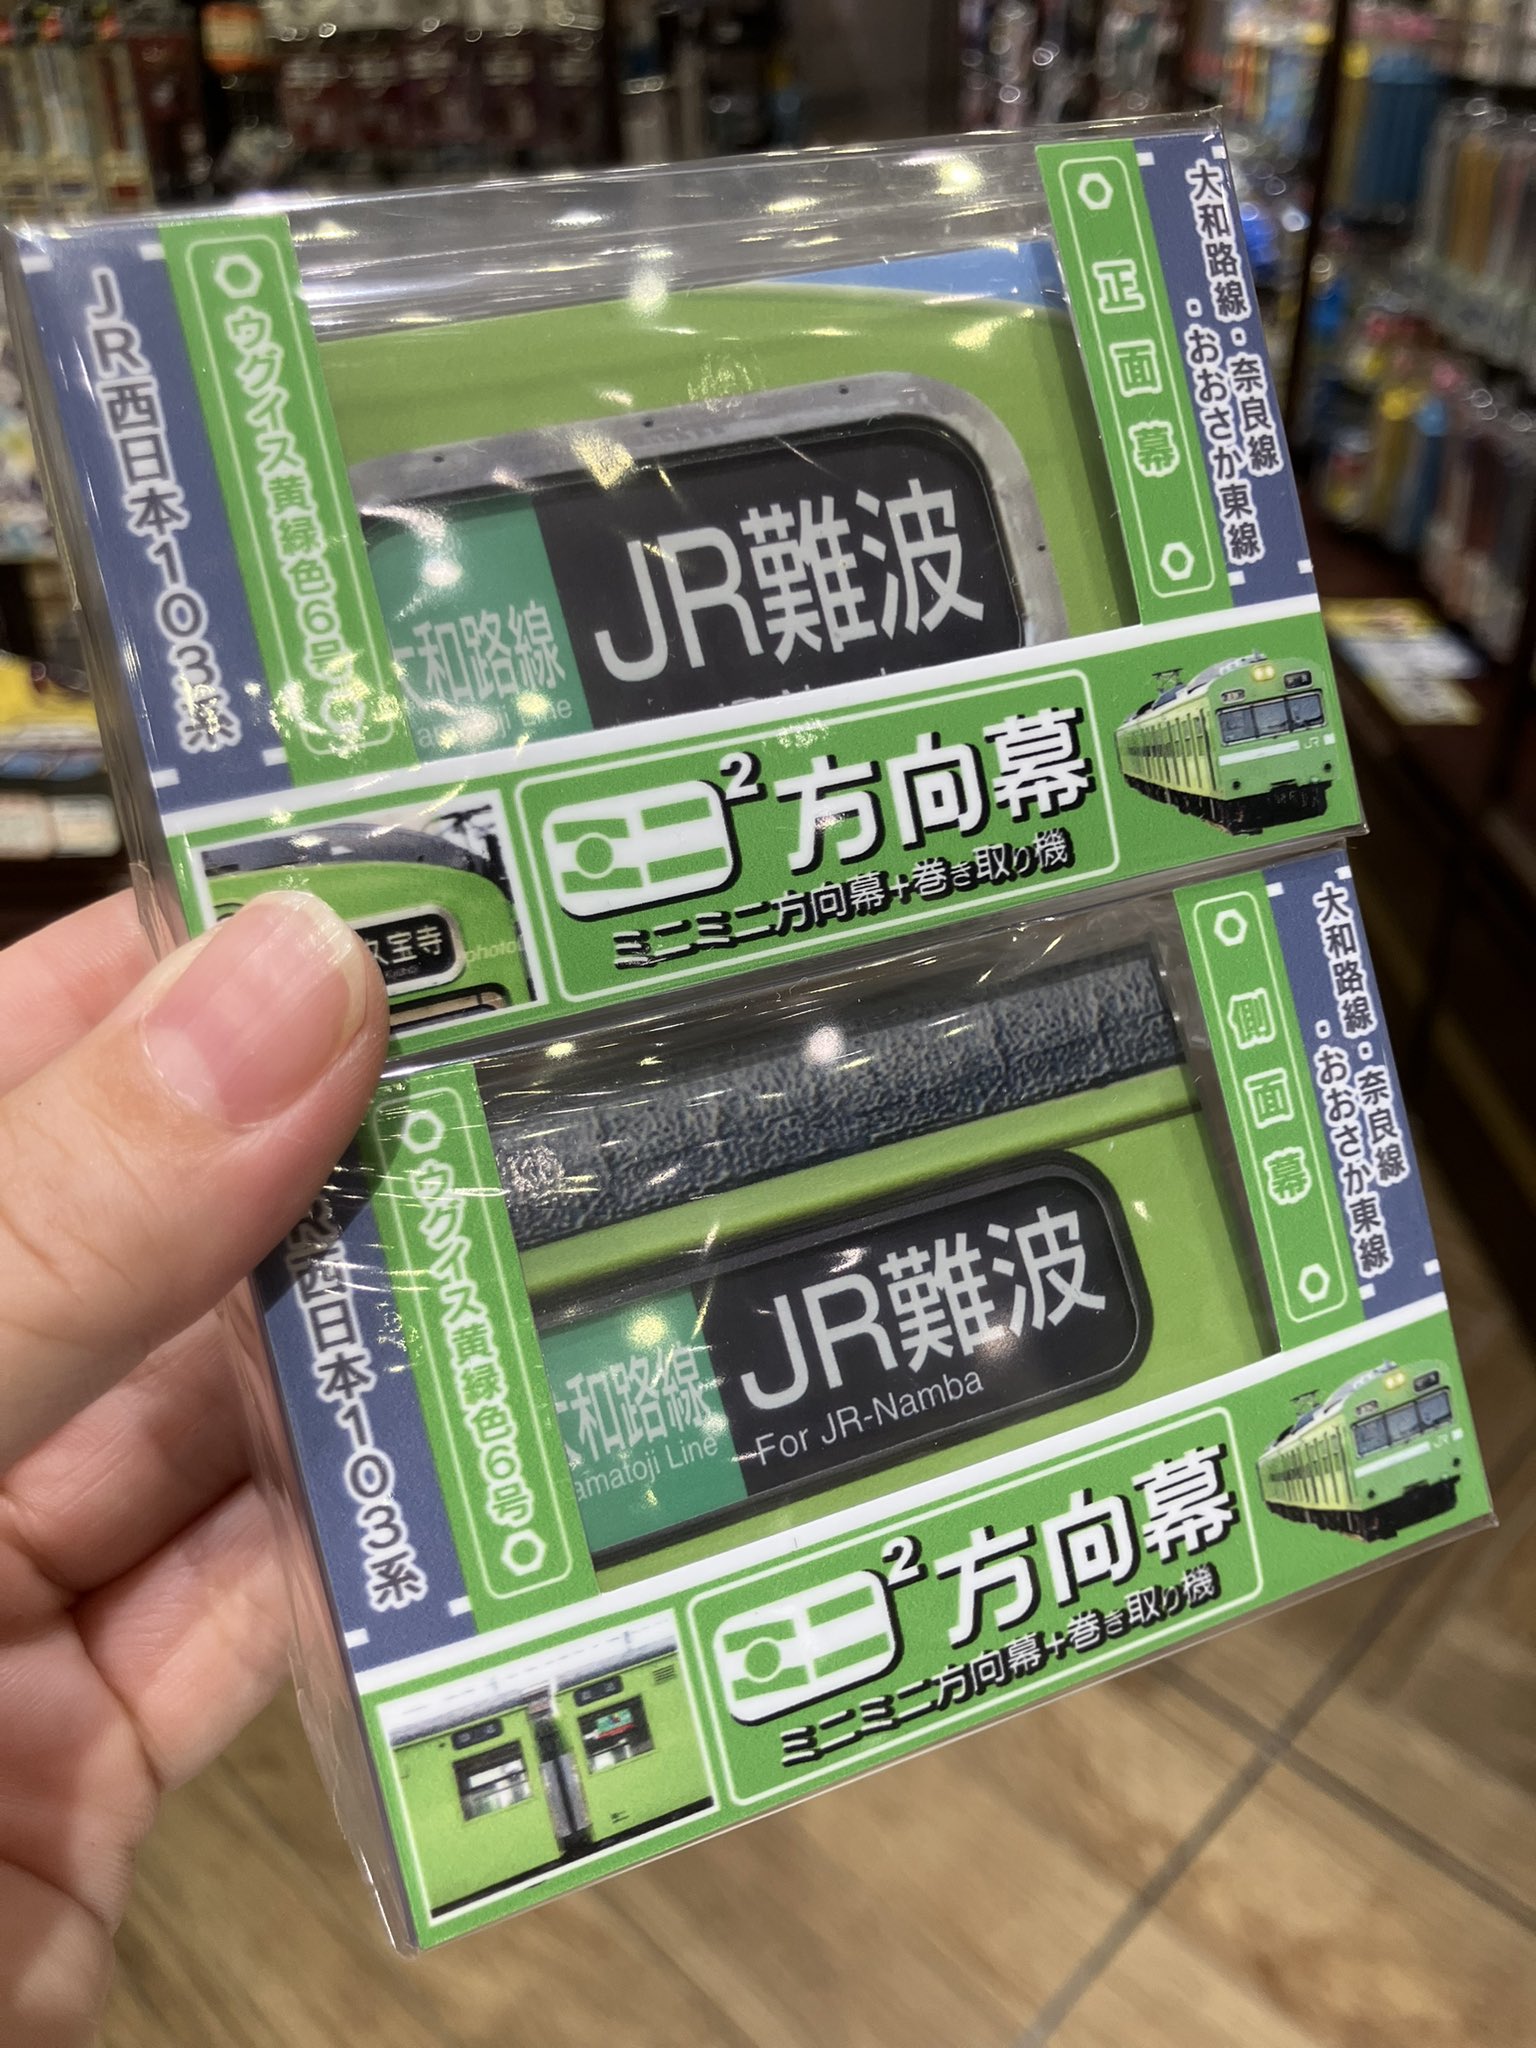 JR西日本103系
ウグイス黄緑色6号
正面幕
大和路線・奈良線
・おおさか東線
大和路線
JR難波
2
方向幕
ミニミニ方向幕+巻き取り機
久宝寺
photo
JR
西日本103系
ウグイス黄緑色6号
側面幕
大和路線・奈良線
・おおさか東線
大和路線
amatoji Line
JR難波
For JR-Namba
2
方向幕
ミニミニ方向幕+巻き取り機
JR